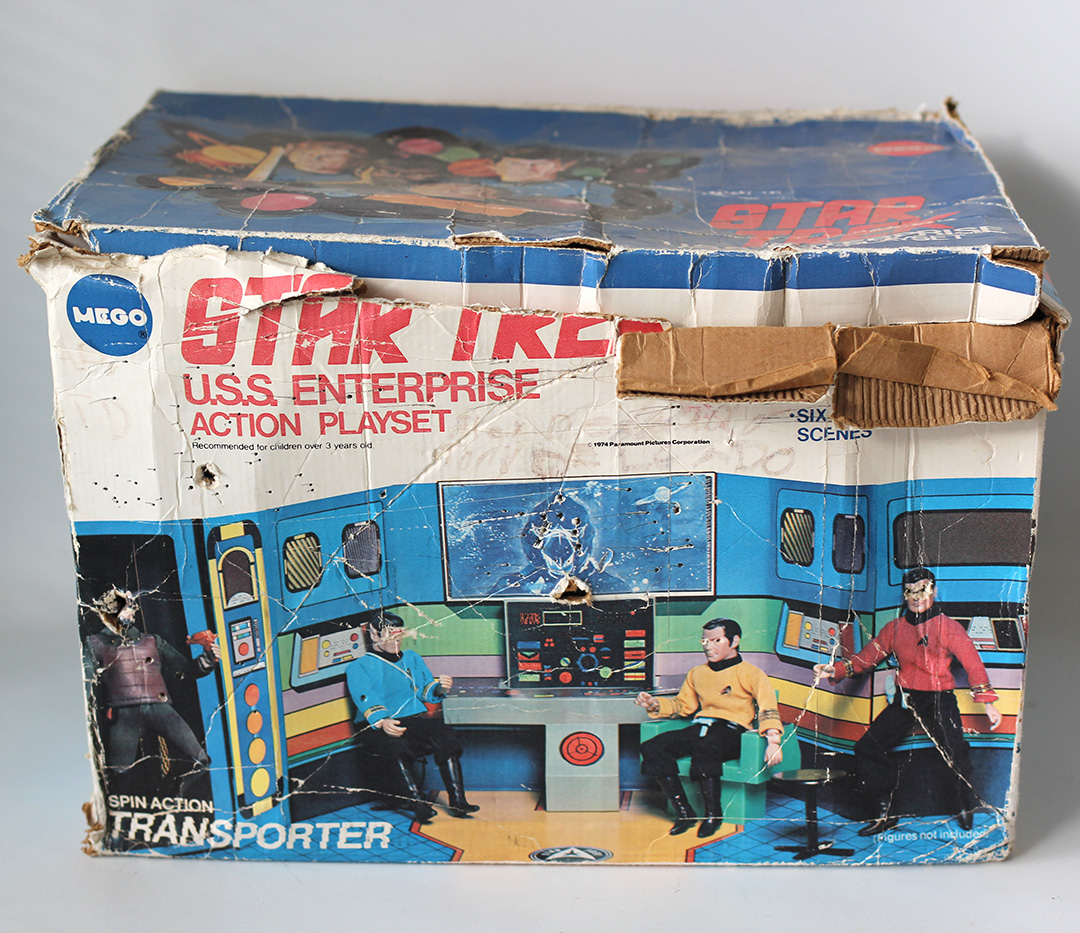 STAR
MEGO
®
STAR TREK
U.S.S. ENTERPRISE
ACTION PLAYSET
Recommended for children over 3 years old.
© 1974 Paramount Pictures Corporation
•SIX
SCENES
SPIN ACTION
TRANSPORTER
(Figures not included)